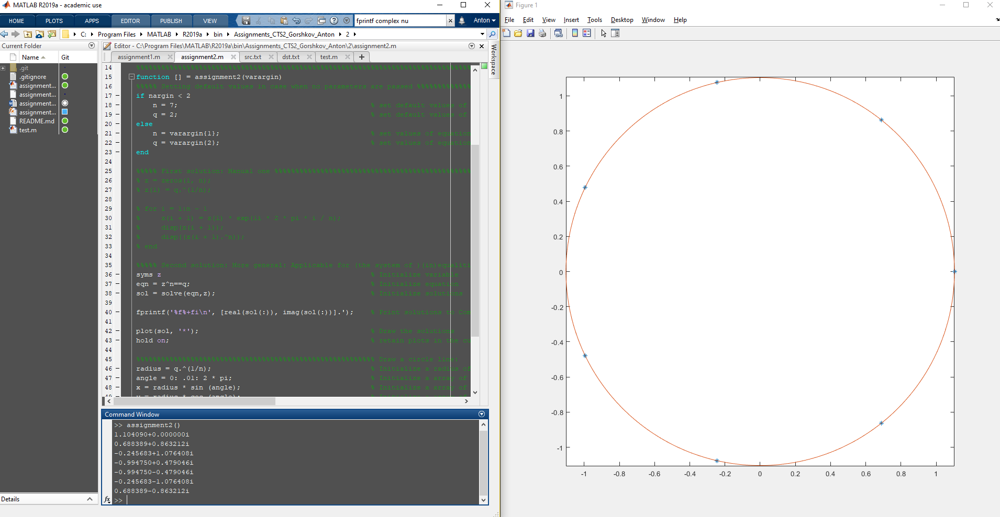 MATLAB R2019a - academic use
HOME PLOTS APPS EDITOR PUBLISH VIEW fprintf complex nu Anton
C: Program Files MATLAB R2019a bin Assignments_CTS2_Gorshkov_Anton 2
Current Folder
Name Git
.git
.gitignore
assignment...
assignment...
assignment...
assignment...
README.md
test.m
Details
Editor - C:\Program Files\MATLAB\R2019a\bin\Assignments_CTS2_Gorshkov_Anton\2\assignment2.m
assignment1.m assignment2.m src.txt dst.txt test.m
Workspace
14 %%%%%%%%%%%%%%%%%%%%%%%%%%%%%%%%%%%%%%%%%%%%%%%%%%%%%%%%%%%%%%%%%%%%%%%%%%%%%%%%%%
15 function [] = assignment2(varargin)
16 %%%%% Setting default values in case when no parameters are passed %%%%%%%%%%%%%
17 if nargin < 2
18 n = 7; % set default values of
19 q = 2; % set default values of
20 else
21 n = varargin{1}; % set values of equation
22 q = varargin{2}; % set values of equation
23 end
24
25 %%%%% First solution: Manual one %%%%%%%%%%%%%%%%%%%%%%%%%%%%%%%%%%%%%%%%%%%%%%%
26 % z = zeros(1, n);
27 % z(1) = q.^(1/n);
28
29 % for i = 1:n - 1
30 % z(i + 1) = z(1) * exp(1i * 2 * pi * i / n);
31 % disp(z(i + 1));
32 % disp((z(i + 1).^n));
33 % end
34
35 %%%%% Second solution: More general: Applicable for (the system of )(in)equaliti
36 syms z % Initialize variable
37 eqn = z^n==q; % Initialize equation
38 sol = solve(eqn,z); % Initialize solutions
39
40 fprintf('%f%+fi\n', [real(sol(:)), imag(sol(:))].'); % Print solutions to Com
41
42 plot(sol, '*'); % Draw the solutions
43 hold on; % retain plots in the cu
44
45 %%%%%%%%%%%%%%%%%%%%%%%%%%%%%%%%%%%%%%%%%%%%%%%%%%%%%%%%% Draw a circle line:
46 radius = q.^(1/n); % Initialize a radius of
47 angle = 0: .01: 2 * pi; % Initialize a array of
48 x = radius * sin (angle); % Initialize a array of
Command Window
>> assignment2()
1.104090+0.000000i
0.688389+0.863212i
-0.245683+1.076408i
-0.994750+0.479046i
-0.994750-0.479046i
-0.245683-1.076408i
0.688389-0.863212i
fx >>
Figure 1
File Edit View Insert Tools Desktop Window Help
1
0.8
0.6
0.4
0.2
0
-0.2
-0.4
-0.6
-0.8
-1
-1 -0.8 -0.6 -0.4 -0.2 0 0.2 0.4 0.6 0.8 1